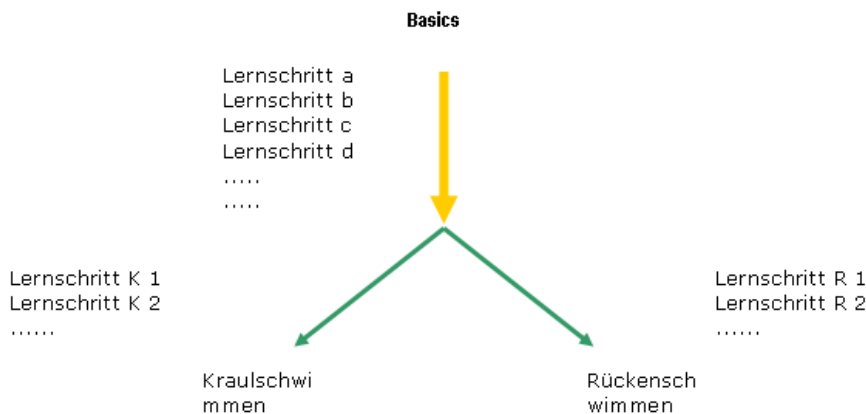 Basics
Lernschritt a
Lernschritt b
Lernschritt c
Lernschritt d
.....
.....
Lernschritt K 1
Lernschritt K 2
......
Lernschritt R 1
Lernschritt R 2
......
Kraulschwi
mmen
Rückensch
wimmen